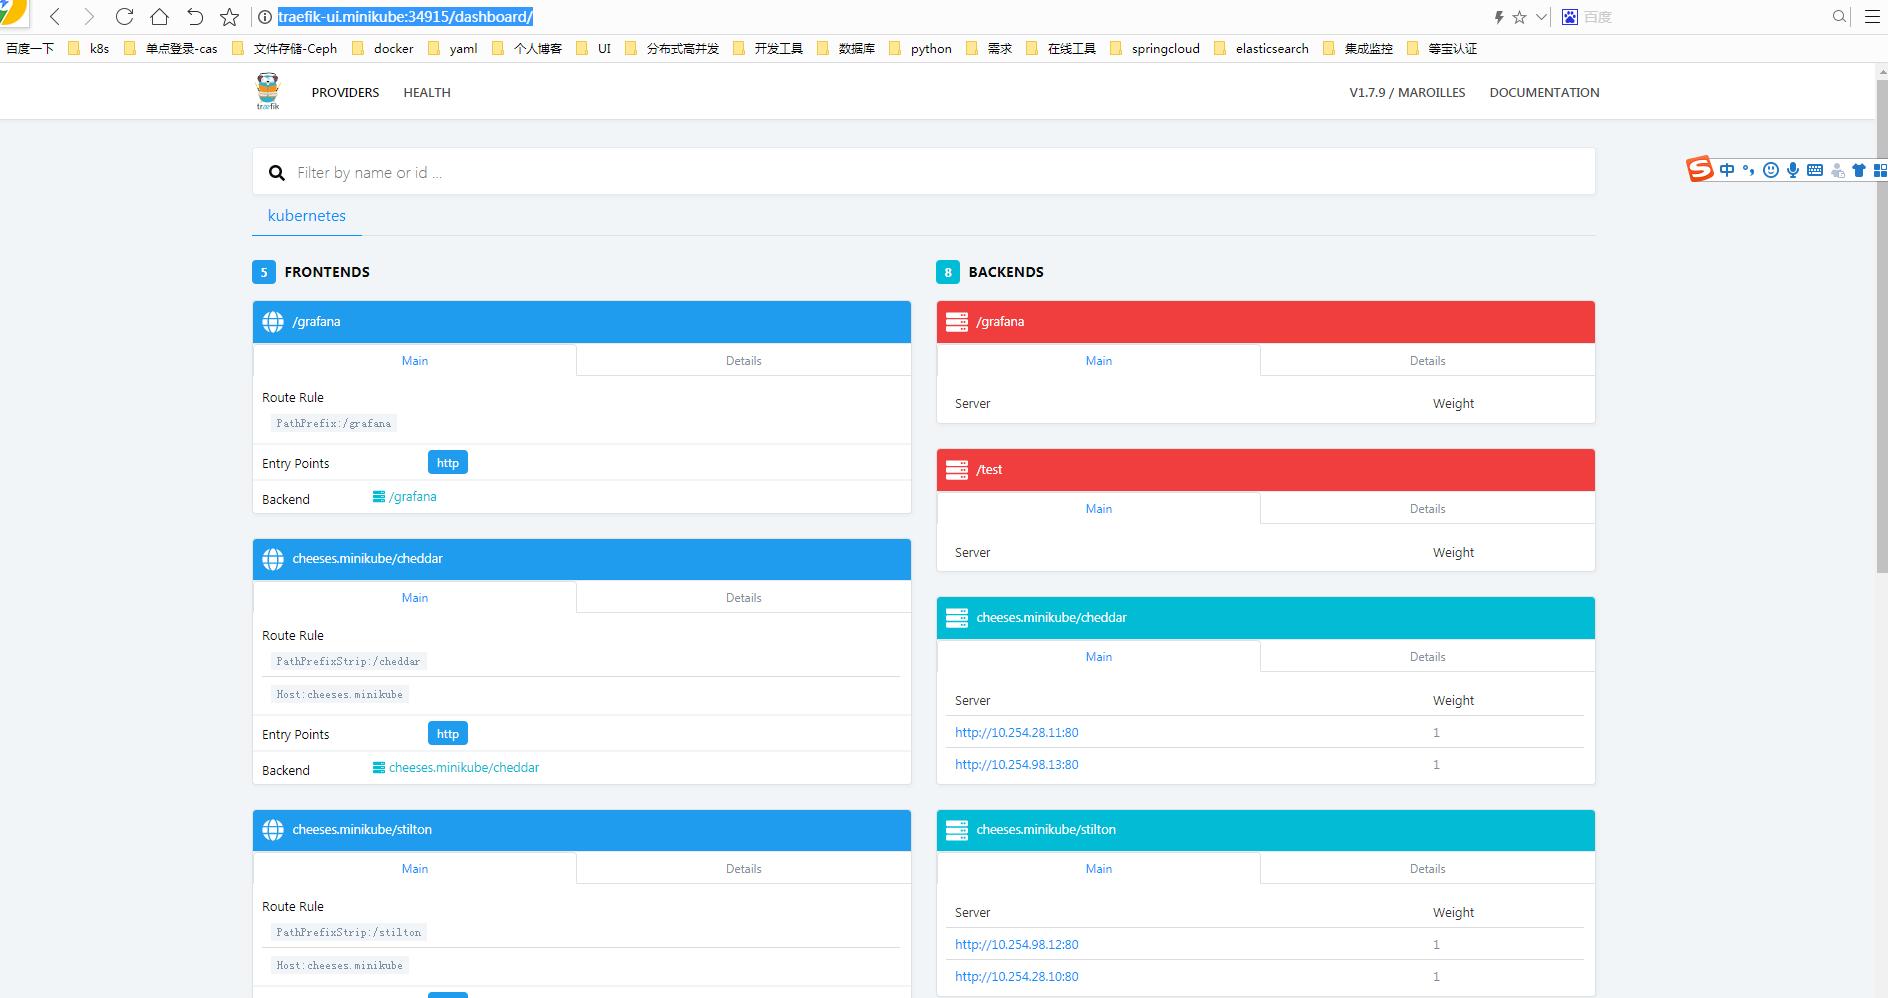 traefik-ui.minikube:34915/dashboard/
百度
百度一下 k8s 单点登录-cas 文件存储-Ceph docker yaml 个人博客 UI 分布式高并发 开发工具 数据库 python 需求 在线工具 springcloud elasticsearch 集成监控 等宝认证
træfik PROVIDERS HEALTH V1.7.9 / MAROILLES DOCUMENTATION
Filter by name or id ...
中
kubernetes
5 FRONTENDS
/grafana
Main Details
Route Rule
PathPrefix:/grafana
Entry Points http
Backend /grafana
cheeses.minikube/cheddar
Main Details
Route Rule
PathPrefixStrip:/cheddar
Host:cheeses.minikube
Entry Points http
Backend cheeses.minikube/cheddar
cheeses.minikube/stilton
Main Details
Route Rule
PathPrefixStrip:/stilton
Host:cheeses.minikube
8 BACKENDS
/grafana
Main Details
Server Weight
/test
Main Details
Server Weight
cheeses.minikube/cheddar
Main Details
Server Weight
http://10.254.28.11:80 1
http://10.254.98.13:80 1
cheeses.minikube/stilton
Main Details
Server Weight
http://10.254.98.12:80 1
http://10.254.28.10:80 1